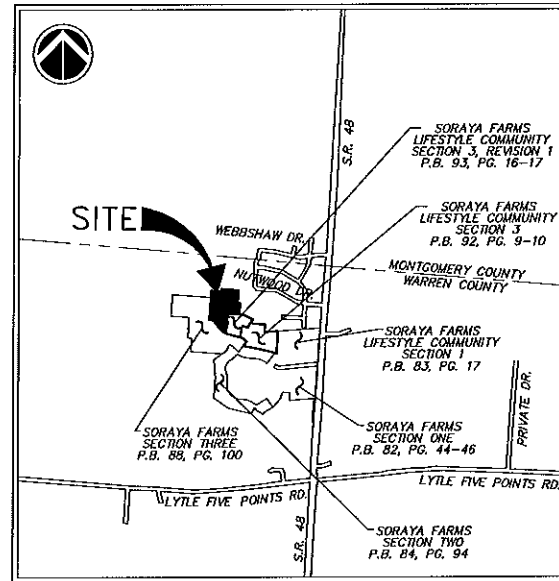 S.R. 48
SORAYA FARMS
LIFESTYLE COMMUNITY
SECTION 3, REVISION 1
P.B. 93, PG. 16-17
SITE
WEBBSHAW DR.
SORAYA FARMS
LIFESTYLE COMMUNITY
SECTION 3
P.B. 92, PG. 9-10
NUTWOOD DR.
MONTGOMERY COUNTY
WARREN COUNTY
SORAYA FARMS
LIFESTYLE COMMUNITY
SECTION 1
P.B. 83, PG. 17
PRIVATE DR.
SORAYA FARMS
SECTION THREE
P.B. 88, PG. 100
SORAYA FARMS
SECTION ONE
P.B. 82, PG. 44-46
LYTLE FIVE POINTS RD.
LYTLE FIVE POINTS RD.
S.R. 48
SORAYA FARMS
SECTION TWO
P.B. 84, PG. 94